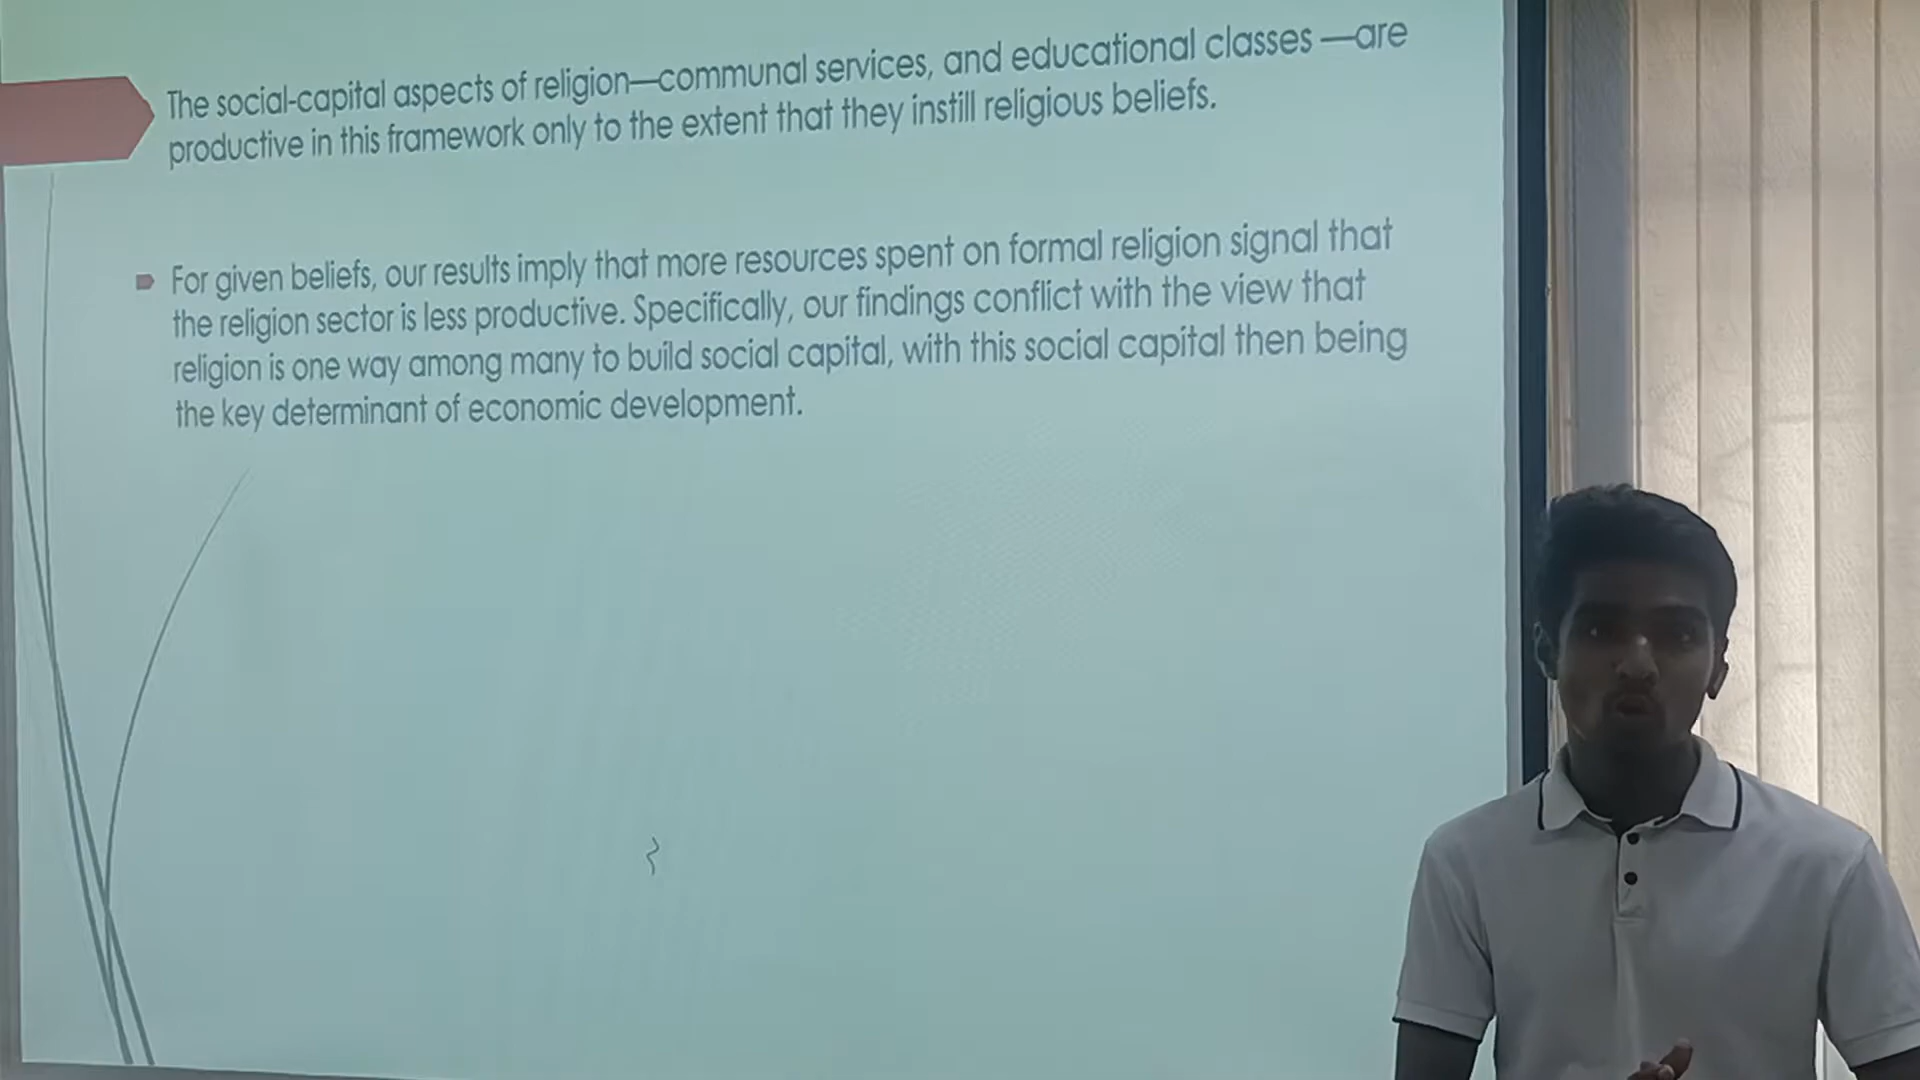 The social-capital aspects of religion—communal services, and educational classes —are
productive in this framework only to the extent that they instill religious beliefs.
For given beliefs, our results imply that more resources spent on formal religion signal that
the religion sector is less productive. Specifically, our findings conflict with the view that
religion is one way among many to build social capital, with this social capital then being
the key determinant of economic development.